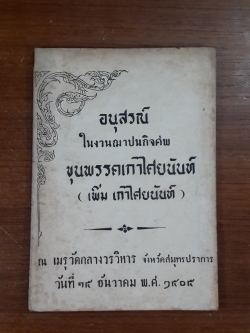 อนุสรณ์
ในงานฌาปนกิจศพ
ขุนพรรคเกาไศยนันท์
( เพิ่ม เกาไศยนันท์ )
ณ เมรุวัดกลางวรวิหาร จังหวัดสมุทรปราการ
วันที่ ๑๙ ธันวาคม พ.ศ. ๒๕๐๙